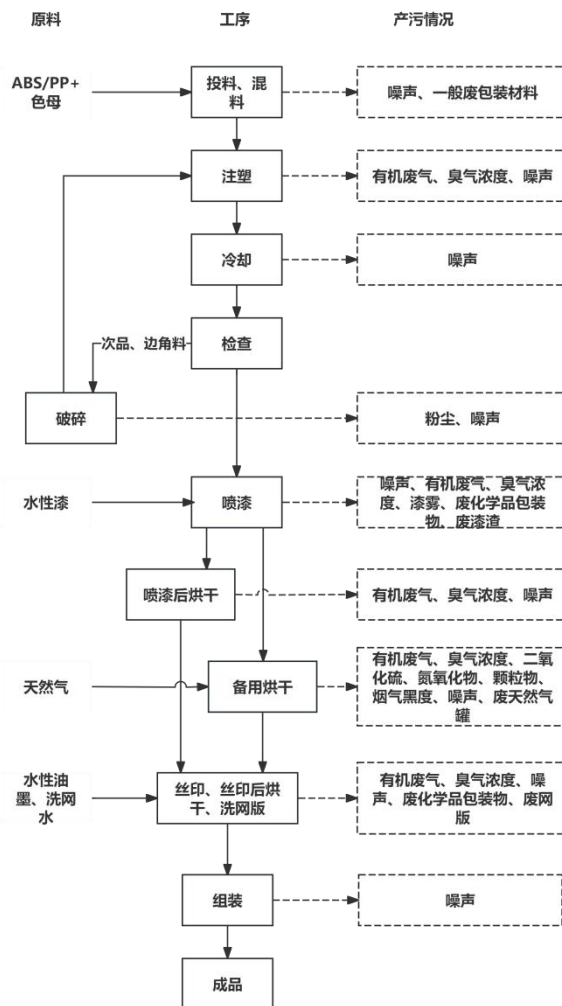 原料
工序
产污情况
ABS/PP+
色母
投料、混
料
噪声、一般废包装材料
注塑
有机废气、臭气浓度、噪声
冷却
噪声
次品、边角料
检查
破碎
粉尘、噪声
水性漆
喷漆
噪声、有机废气、臭气浓
度、漆雾、废化学品包装
物、废漆渣
喷漆后烘干
有机废气、臭气浓度、噪声
天然气
备用烘干
有机废气、臭气浓度、二氧
化硫、氮氧化物、颗粒物、
烟气黑度、噪声、废天然气
罐
水性油
墨、洗网
水
丝印、丝印后烘
干、洗网版
有机废气、臭气浓度、噪
声、废化学品包装物、废网
版
组装
噪声
成品